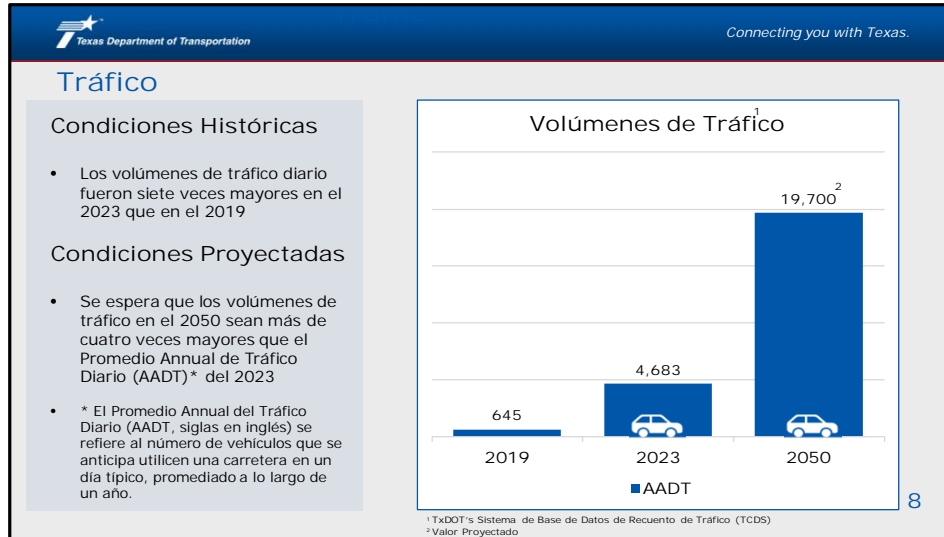 Texas Department of Transportation
Connecting you with Texas.
Tráfico
Condiciones Históricas
• Los volúmenes de tráfico diario
fueron siete veces mayores en el
2023 que en el 2019
Condiciones Proyectadas
• Se espera que los volúmenes de
tráfico en el 2050 sean más de
cuatro veces mayores que el
Promedio Annual de Tráfico
Diario (AADT)* del 2023
• * El Promedio Annual del Tráfico
Diario (AADT, siglas en inglés) se
refiere al número de vehículos que se
anticipa utilicen una carretera en un
día típico, promediado a lo largo de
un año.
Volúmenes de Tráfico¹
19,700²
4,683
645
2019 2023 2050
AADT
¹ TxDOT's Sistema de Base de Datos de Recuento de Tráfico (TCDS)
² Valor Proyectado
8